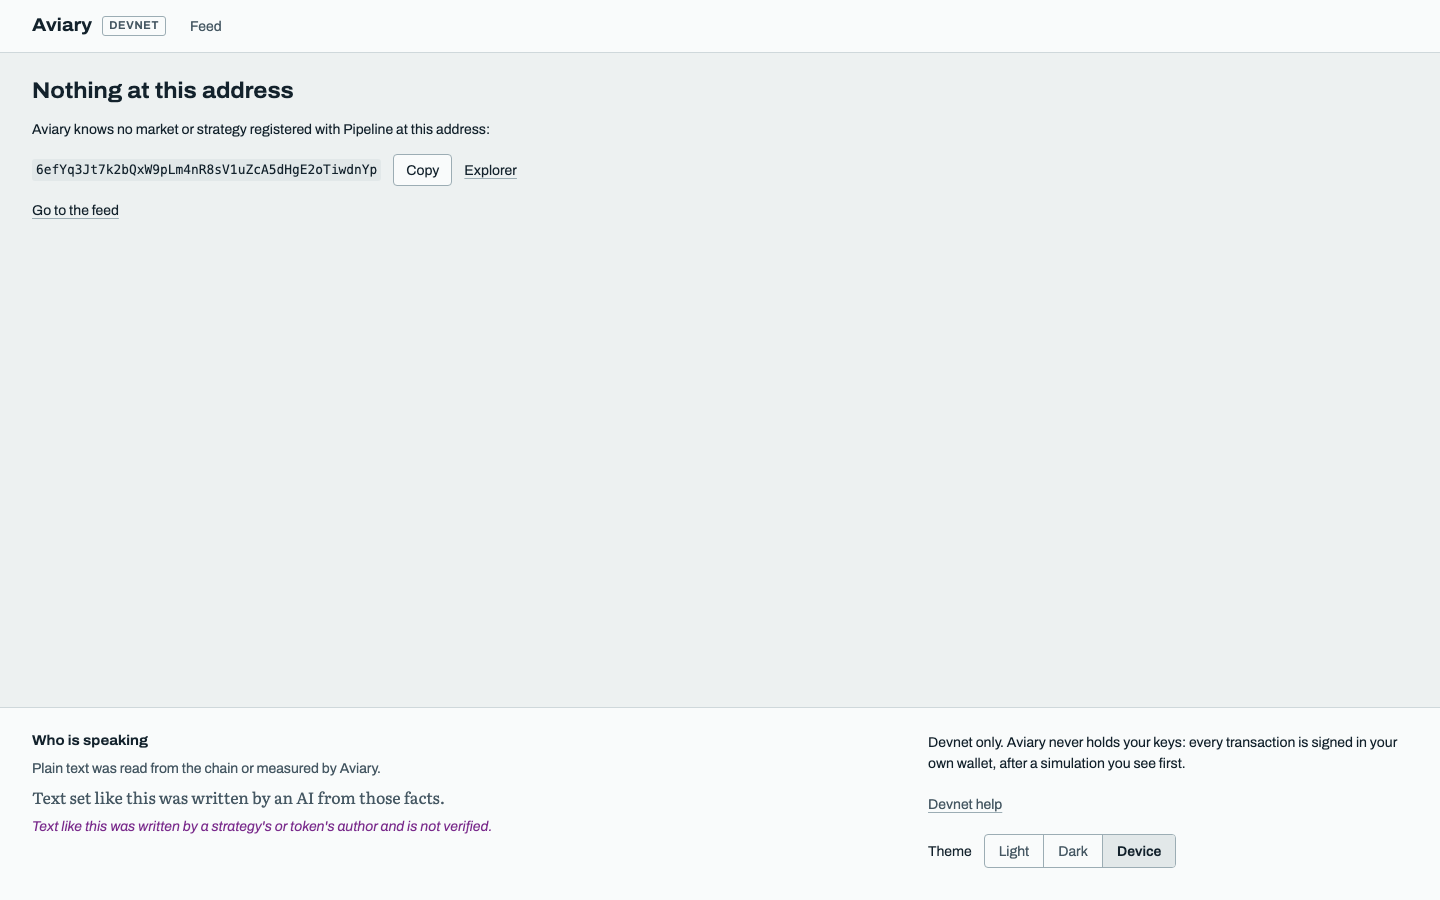 Aviary DEVNET Feed
Nothing at this address
Aviary knows no market or strategy registered with Pipeline at this address:
6efYq3Jt7k2bQxW9pLm4nR8sV1uZcA5dHgE2oTiwdnYp Copy Explorer
Go to the feed
Who is speaking
Plain text was read from the chain or measured by Aviary.
Text set like this was written by an AI from those facts.
Text like this was written by a strategy's or token's author and is not verified.
Devnet only. Aviary never holds your keys: every transaction is signed in your
own wallet, after a simulation you see first.
Devnet help
Theme Light Dark Device